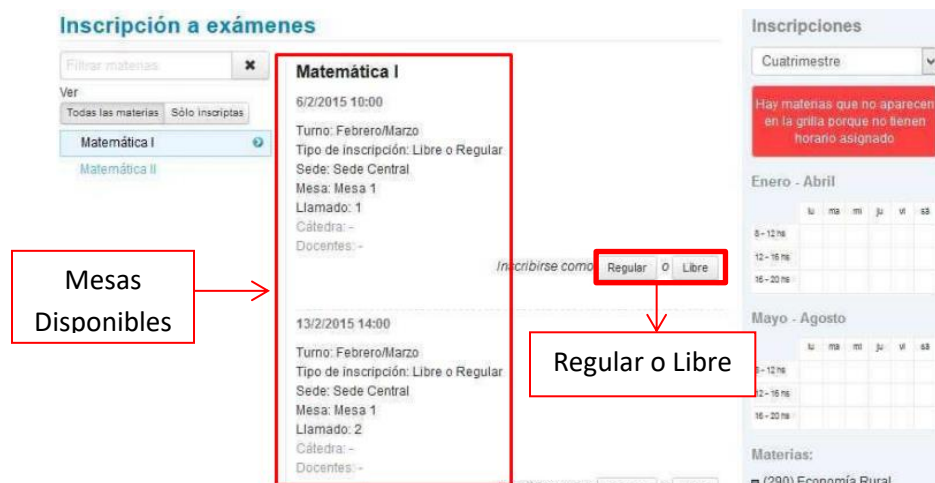 Inscripción a exámenes
Filtrar materias
Ver
Todas las materias Sólo inscriptas
Matemática I
Matemática II
Mesas
Disponibles
Matemática I
6/2/2015 10:00
Turno: Febrero/Marzo
Tipo de inscripción: Libre o Regular
Sede: Sede Central
Mesa: Mesa 1
Llamado: 1
Cátedra: -
Docentes: -
Inscribirse como Regular o Libre
Regular o Libre
13/2/2015 14:00
Turno: Febrero/Marzo
Tipo de inscripción: Libre o Regular
Sede: Sede Central
Mesa: Mesa 1
Llamado: 2
Cátedra: -
Docentes: -
Inscripciones
Cuatrimestre
Hay materias que no aparecen
en la grilla porque no tienen
horario asignado
Enero - Abril
lu ma mi ju vi sá
8 - 12 hs
12 - 16 hs
16 - 20 hs
Mayo - Agosto
lu ma mi ju vi sá
8 - 12 hs
12 - 16 hs
16 - 20 hs
Materias:
(290) Economía Rural